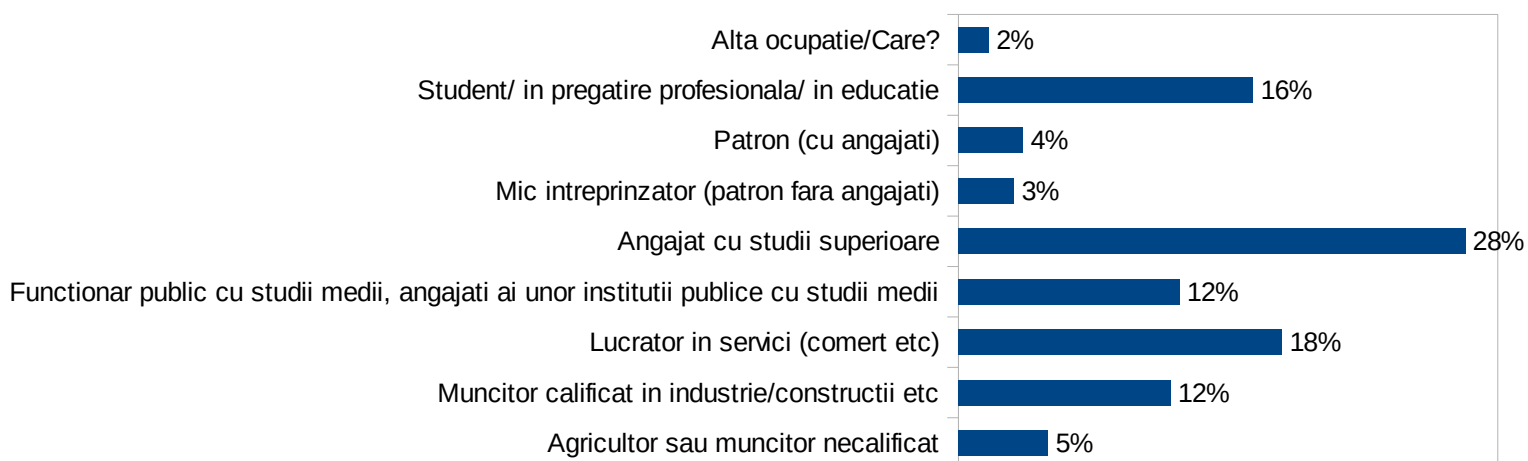 Alta ocupatie/Care? 2%
Student/ in pregatire profesionala/ in educatie 16%
Patron (cu angajati) 4%
Mic intreprinzator (patron fara angajati) 3%
Angajat cu studii superioare 28%
Functionar public cu studii medii, angajati ai unor institutii publice cu studii medii 12%
Lucrator in servici (comert etc) 18%
Muncitor calificat in industrie/constructii etc 12%
Agricultor sau muncitor necalificat 5%